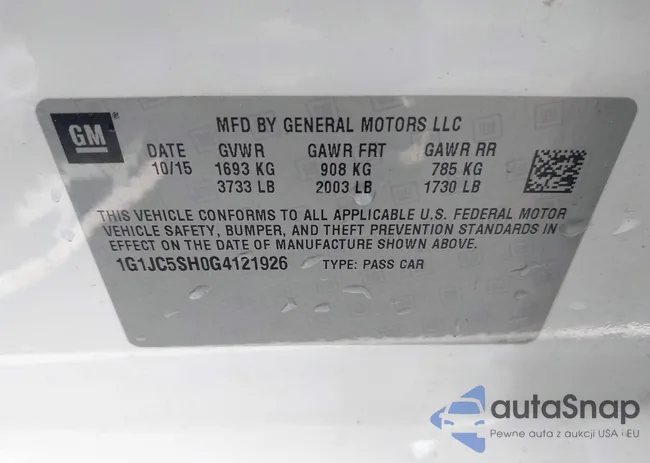 GM
MFD BY GENERAL MOTORS LLC
DATE GVWR GAWR FRT GAWR RR
10/15 1693 KG 908 KG 785 KG
3733 LB 2003 LB 1730 LB
THIS VEHICLE CONFORMS TO ALL APPLICABLE U.S. FEDERAL MOTOR
VEHICLE SAFETY, BUMPER, AND THEFT PREVENTION STANDARDS IN
EFFECT ON THE DATE OF MANUFACTURE SHOWN ABOVE.
1G1JC5SH0G4121926 TYPE: PASS CAR
autaSnap
Pewne auta z aukcji USA i EU